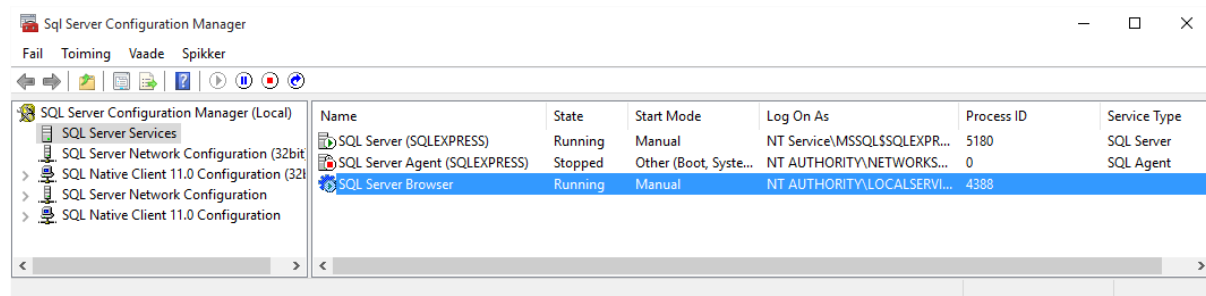 Sql Server Configuration Manager
Fail Toiming Vaade Spikker
SQL Server Configuration Manager (Local)
SQL Server Services
SQL Server Network Configuration (32bit
SQL Native Client 11.0 Configuration (32b
SQL Server Network Configuration
SQL Native Client 11.0 Configuration
Name State Start Mode Log On As Process ID Service Type
SQL Server (SQLEXPRESS) Running Manual NT Service\MSSQL$SQLEXPR... 5180 SQL Server
SQL Server Agent (SQLEXPRESS) Stopped Other (Boot, Syste... NT AUTHORITY\NETWORKS... 0 SQL Agent
SQL Server Browser Running Manual NT AUTHORITY\LOCALSERVI... 4388